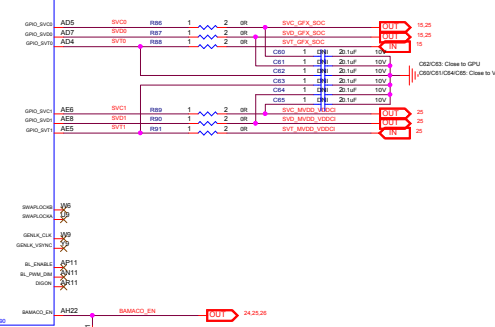 GPIO_SVC0 AD5 SVC0 R86 1 2 0R SVC_GFX_SOC OUT 15,25
GPIO_SVD0 AD7 SVD0 R87 1 2 0R SVD_GFX_SOC OUT 15,25
GPIO_SVT0 AD4 SVT0 R88 1 2 0R SVT_GFX_SOC IN 15
C60 1 DNI 2 0.1uF 10V
C61 1 DNI 2 0.1uF 10V
C62 1 DNI 2 0.1uF 10V
C63 1 DNI 2 0.1uF 10V
C64 1 DNI 2 0.1uF 10V
C65 1 DNI 2 0.1uF 10V
C62/C63: Close to GPU
C60/C61/C64/C65: Close to V
GPIO_SVC1 AE6 SVC1 R89 1 2 0R SVC_MVDD_VDDCI OUT 25
GPIO_SVD1 AE8 SVD1 R90 1 2 0R SVD_MVDD_VDDCI OUT 25
GPIO_SVT1 AE5 SVT1 R91 1 2 0R SVT_MVDD_VDDCI IN 25
SWAPLOCKB W6
SWAPLOCKA U9
GENLK_CLK W9
GENLK_VSYNC Y9
BL_ENABLE AP11
BL_PWM_DIM AN11
DIGON AR11
BAMACO_EN AH22 BAMACO_EN OUT 24,25,26